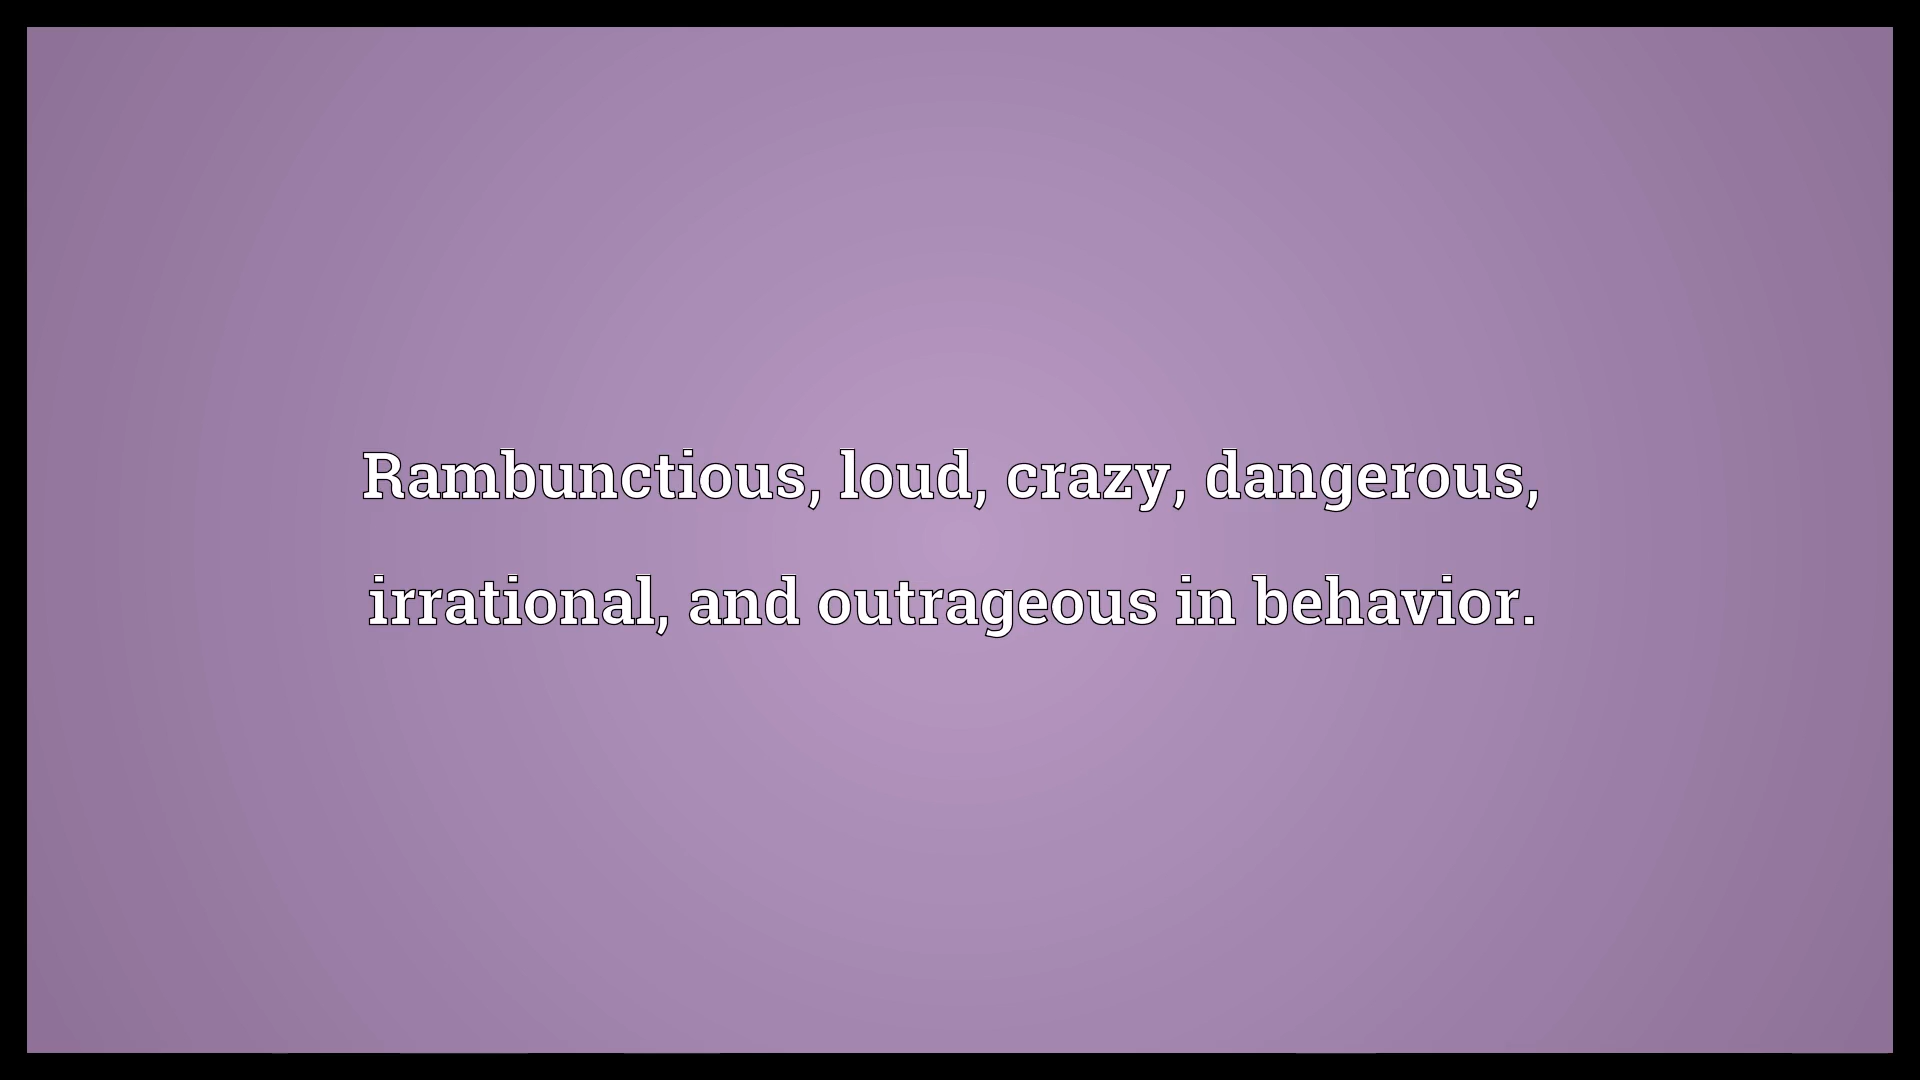 Rambunctious, loud, crazy, dangerous,
irrational, and outrageous in behavior.